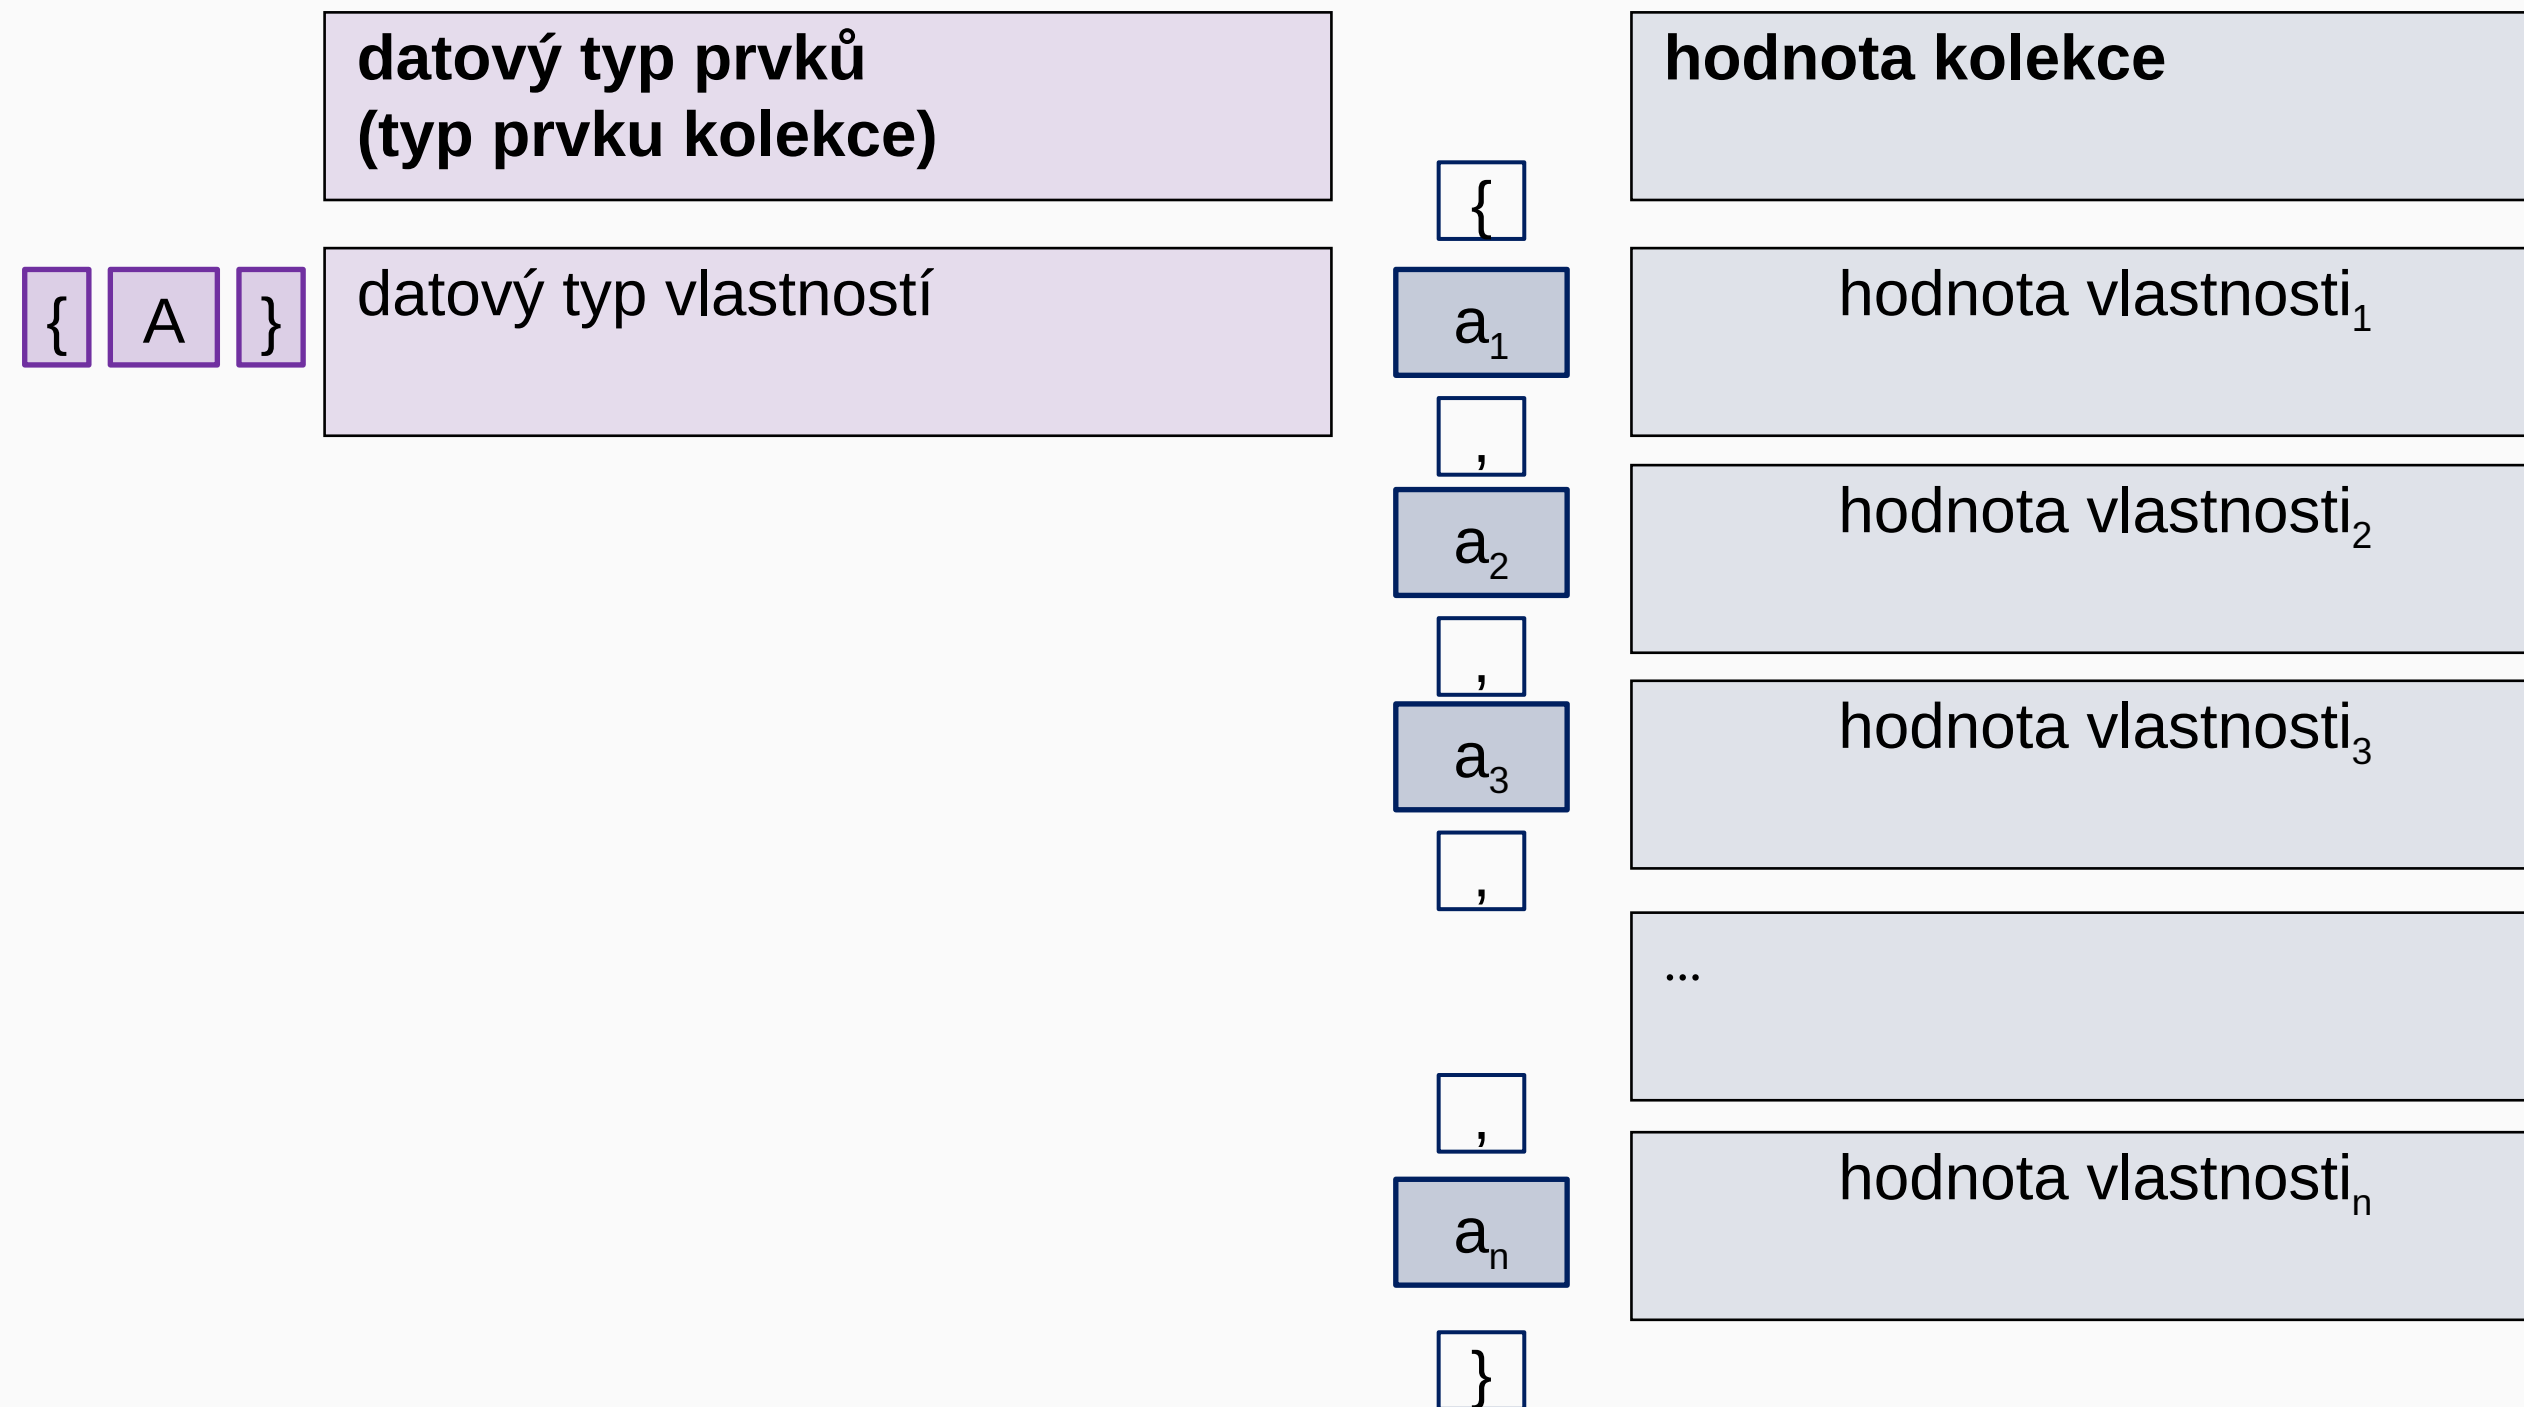 datový typ prvků
(typ prvku kolekce)
hodnota kolekce
{
{ A }
datový typ vlastností
a1
hodnota vlastnosti1
,
a2
hodnota vlastnosti2
,
a3
hodnota vlastnosti3
,
...
,
an
hodnota vlastnostin
}